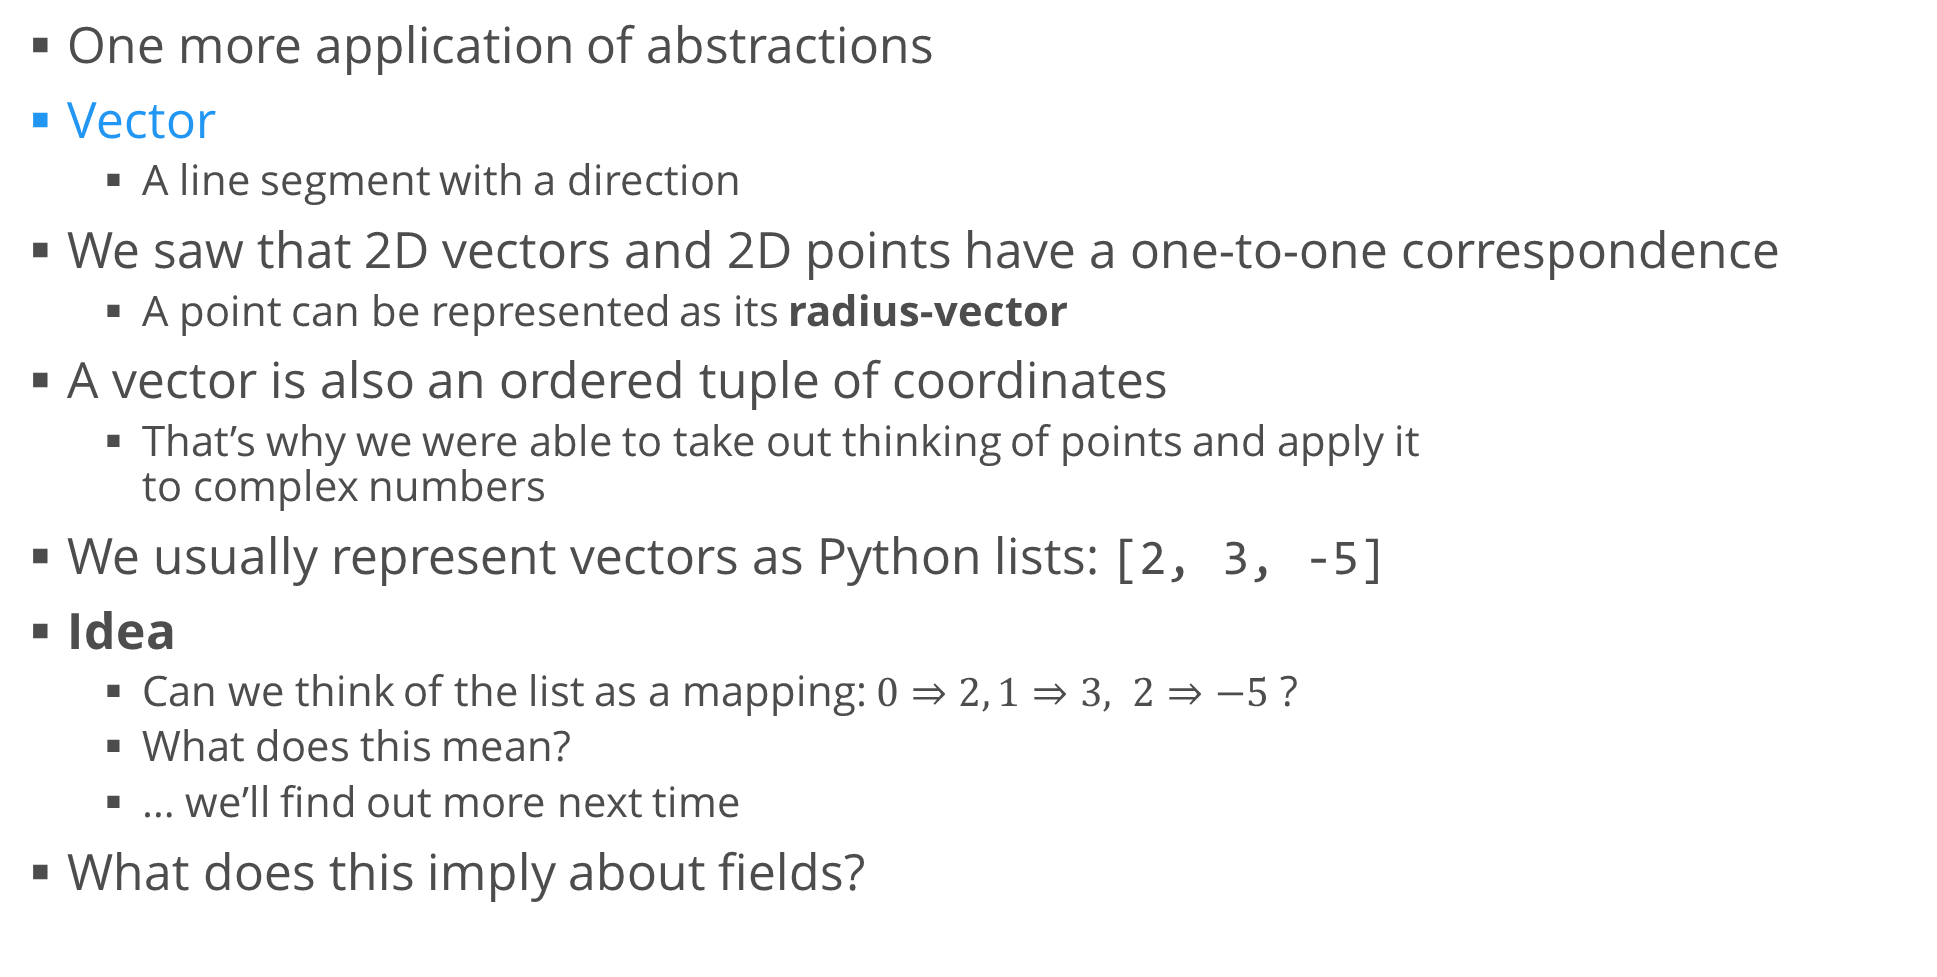 ▪ One more application of abstractions
▪ Vector
▪ A line segment with a direction
▪ We saw that 2D vectors and 2D points have a one-to-one correspondence
▪ A point can be represented as its radius-vector
▪ A vector is also an ordered tuple of coordinates
▪ That’s why we were able to take out thinking of points and apply it
to complex numbers
▪ We usually represent vectors as Python lists: [2, 3, -5]
▪ Idea
▪ Can we think of the list as a mapping: 0 ⇒ 2, 1 ⇒ 3, 2 ⇒ −5 ?
▪ What does this mean?
▪ … we’ll find out more next time
▪ What does this imply about fields?